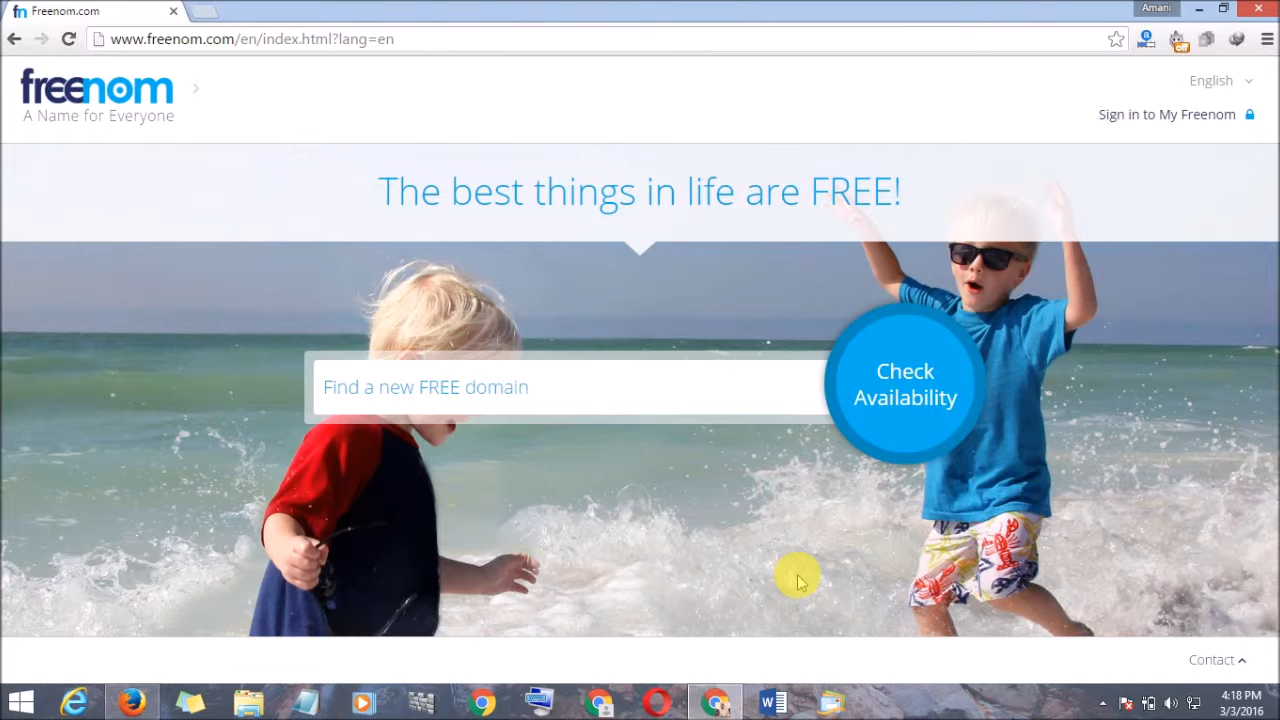 Freenom.com
Amani
www.freenom.com/en/index.html?lang=en
freenom
A Name for Everyone
English
Sign in to My Freenom
The best things in life are FREE!
Find a new FREE domain
Check
Availability
Contact
4:18 PM
3/3/2016